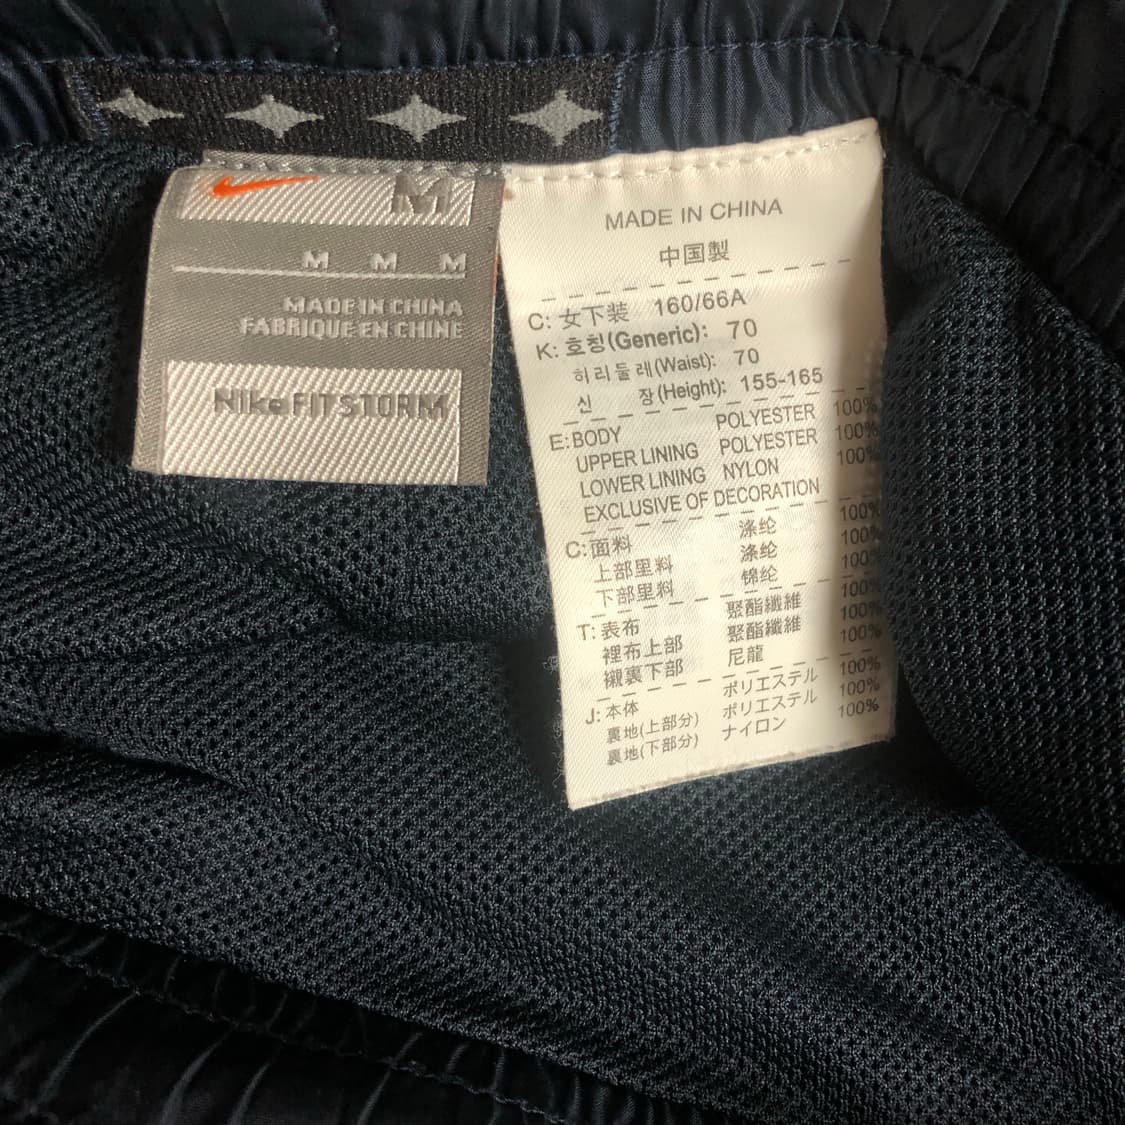 M
M M M
MADE IN CHINA
FABRIQUE EN CHINE
Nike FIT STORM
MADE IN CHINA
中国製
C: 女下装 160/66A
K: 호칭(Generic): 70
허리둘레(Waist): 70
신 장(Height): 155-165
E: BODY POLYESTER 100%
UPPER LINING POLYESTER 100%
LOWER LINING NYLON 100%
EXCLUSIVE OF DECORATION
C: 面料 涤纶 100%
上部里料 涤纶 100%
下部里料 锦纶 100%
T: 表布 聚酯纖維 100%
裡布上部 聚酯纖維 100%
襯裏下部 尼龍 100%
J: 本体 ポリエステル 100%
裏地(上部分) ポリエステル 100%
裏地(下部分) ナイロン 100%